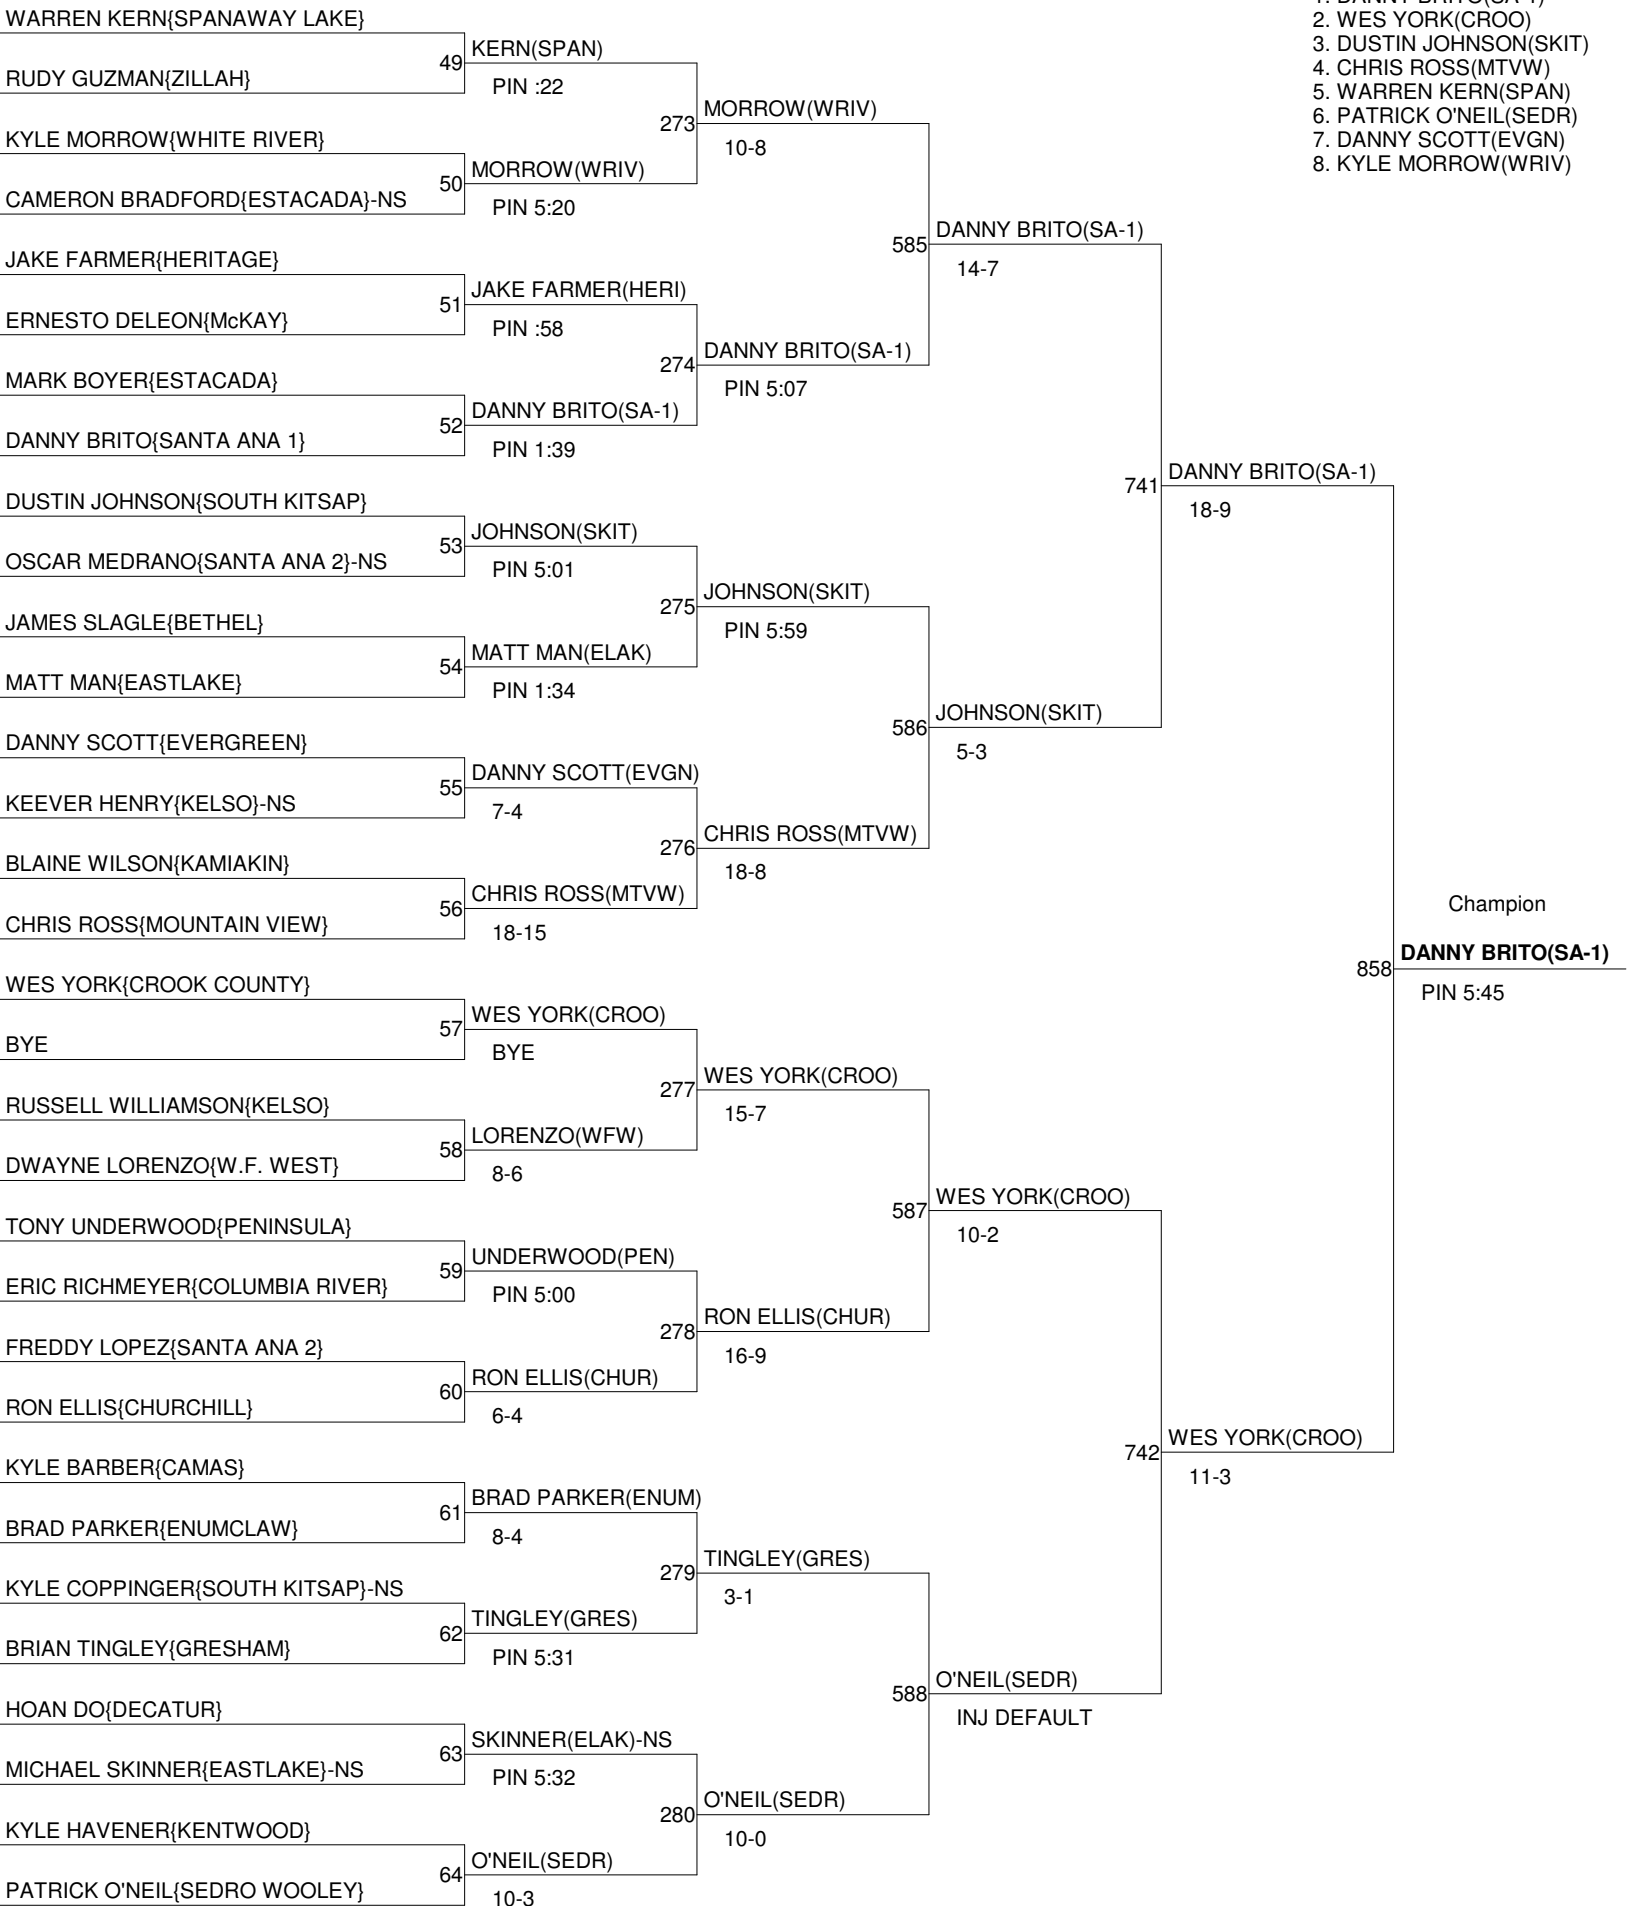 1. DANNY BRITO(SA-1)
2. WES YORK(CROO)
3. DUSTIN JOHNSON(SKIT)
4. CHRIS ROSS(MTVW)
5. WARREN KERN(SPAN)
6. PATRICK O'NEIL(SEDR)
7. DANNY SCOTT(EVGN)
8. KYLE MORROW(WRIV)
WARREN KERN{SPANAWAY LAKE}
RUDY GUZMAN{ZILLAH}
KYLE MORROW{WHITE RIVER}
CAMERON BRADFORD{ESTACADA}-NS
JAKE FARMER{HERITAGE}
ERNESTO DELEON{McKAY}
MARK BOYER{ESTACADA}
DANNY BRITO{SANTA ANA 1}
DUSTIN JOHNSON{SOUTH KITSAP}
OSCAR MEDRANO{SANTA ANA 2}-NS
JAMES SLAGLE{BETHEL}
MATT MAN{EASTLAKE}
DANNY SCOTT{EVERGREEN}
KEEVER HENRY{KELSO}-NS
BLAINE WILSON{KAMIAKIN}
CHRIS ROSS{MOUNTAIN VIEW}
WES YORK{CROOK COUNTY}
BYE
RUSSELL WILLIAMSON{KELSO}
DWAYNE LORENZO{W.F. WEST}
TONY UNDERWOOD{PENINSULA}
ERIC RICHMEYER{COLUMBIA RIVER}
FREDDY LOPEZ{SANTA ANA 2}
RON ELLIS{CHURCHILL}
KYLE BARBER{CAMAS}
BRAD PARKER{ENUMCLAW}
KYLE COPPINGER{SOUTH KITSAP}-NS
BRIAN TINGLEY{GRESHAM}
HOAN DO{DECATUR}
MICHAEL SKINNER{EASTLAKE}-NS
KYLE HAVENER{KENTWOOD}
PATRICK O'NEIL{SEDRO WOOLEY}
49 KERN(SPAN)
PIN :22
50 MORROW(WRIV)
PIN 5:20
51 JAKE FARMER(HERI)
PIN :58
52 DANNY BRITO(SA-1)
PIN 1:39
53 JOHNSON(SKIT)
PIN 5:01
54 MATT MAN(ELAK)
PIN 1:34
55 DANNY SCOTT(EVGN)
7-4
56 CHRIS ROSS(MTVW)
18-15
57 WES YORK(CROO)
BYE
58 LORENZO(WFW)
8-6
59 UNDERWOOD(PEN)
PIN 5:00
60 RON ELLIS(CHUR)
6-4
61 BRAD PARKER(ENUM)
8-4
62 TINGLEY(GRES)
PIN 5:31
63 SKINNER(ELAK)-NS
PIN 5:32
64 O'NEIL(SEDR)
10-3
273 MORROW(WRIV)
10-8
274 DANNY BRITO(SA-1)
PIN 5:07
275 JOHNSON(SKIT)
PIN 5:59
276 CHRIS ROSS(MTVW)
18-8
277 WES YORK(CROO)
15-7
278 RON ELLIS(CHUR)
16-9
279 TINGLEY(GRES)
3-1
280 O'NEIL(SEDR)
10-0
585 DANNY BRITO(SA-1)
14-7
586 JOHNSON(SKIT)
5-3
587 WES YORK(CROO)
10-2
588 O'NEIL(SEDR)
INJ DEFAULT
741 DANNY BRITO(SA-1)
18-9
742 WES YORK(CROO)
11-3
Champion
858 DANNY BRITO(SA-1)
PIN 5:45